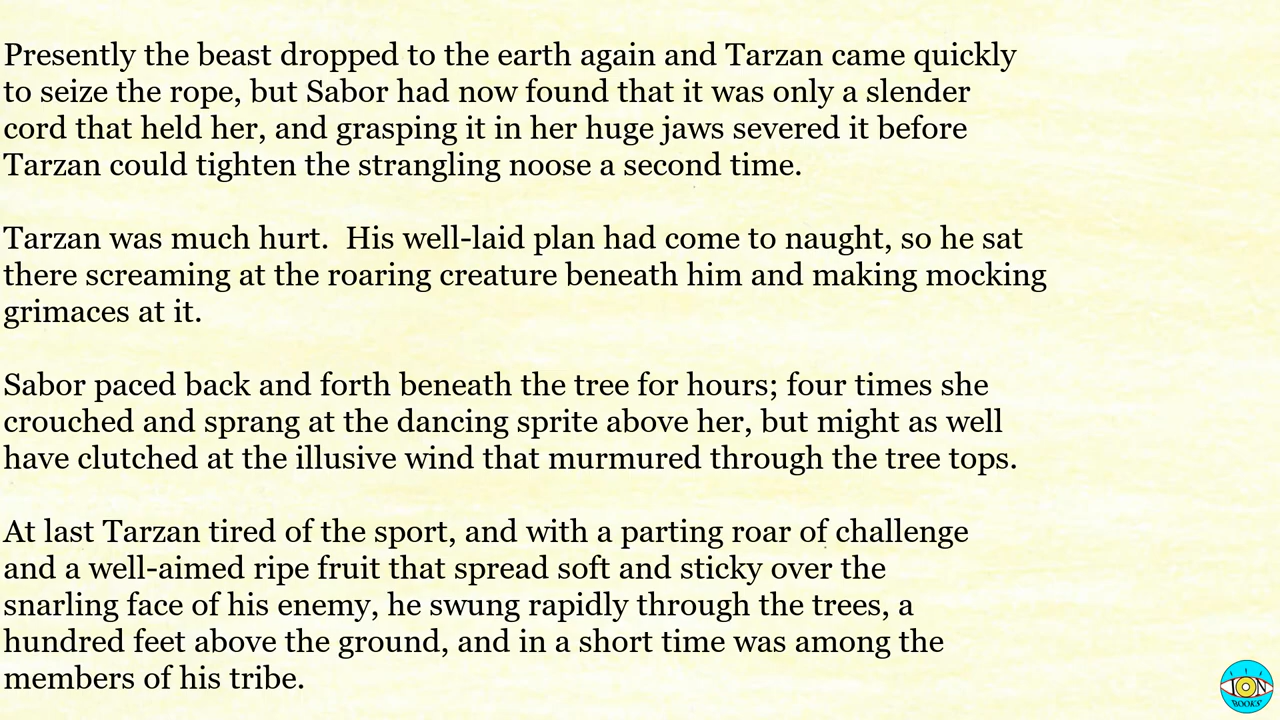 Presently the beast dropped to the earth again and Tarzan came quickly
to seize the rope, but Sabor had now found that it was only a slender
cord that held her, and grasping it in her huge jaws severed it before
Tarzan could tighten the strangling noose a second time.
Tarzan was much hurt.  His well-laid plan had come to naught, so he sat
there screaming at the roaring creature beneath him and making mocking
grimaces at it.
Sabor paced back and forth beneath the tree for hours; four times she
crouched and sprang at the dancing sprite above her, but might as well
have clutched at the illusive wind that murmured through the tree tops.
At last Tarzan tired of the sport, and with a parting roar of challenge
and a well-aimed ripe fruit that spread soft and sticky over the
snarling face of his enemy, he swung rapidly through the trees, a
hundred feet above the ground, and in a short time was among the
members of his tribe.
ION
BOOKS